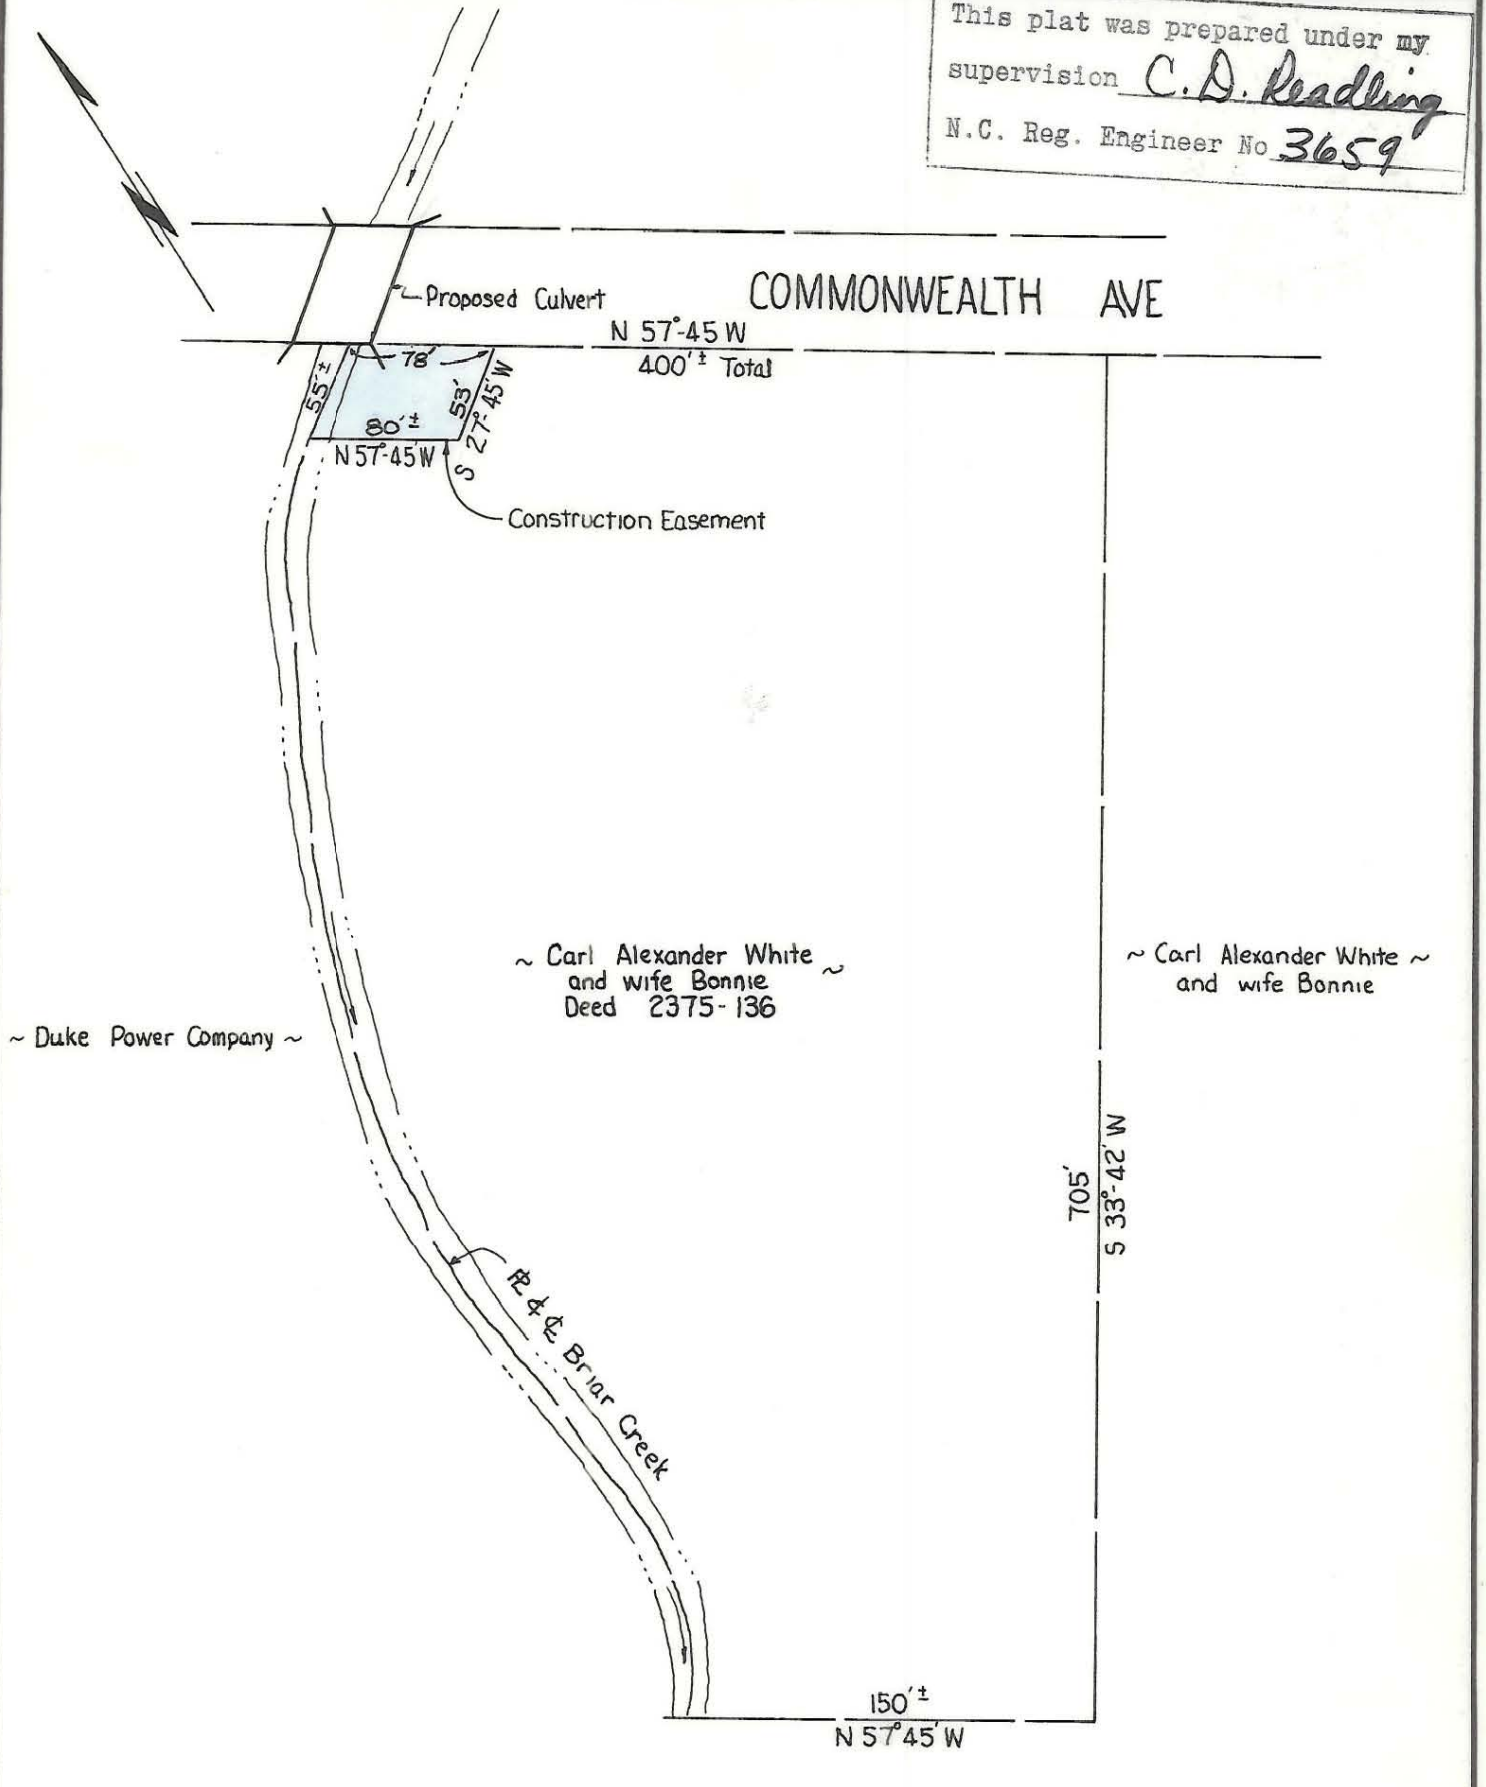 This plat was prepared under my
supervision C. D. Readling
N.C. Reg. Engineer No 3659
N
Proposed Culvert
COMMONWEALTH AVE
N 57°-45 W
400'± Total
78'
55'±
53'
S 27°-45' W
80'±
N 57°-45' W
Construction Easement
~ Carl Alexander White ~
and wife Bonnie
Deed 2375-136
~ Carl Alexander White ~
and wife Bonnie
~ Duke Power Company ~
705'
S 33°-42' W
℄ & ℄ Briar Creek
150'±
N 57°45' W